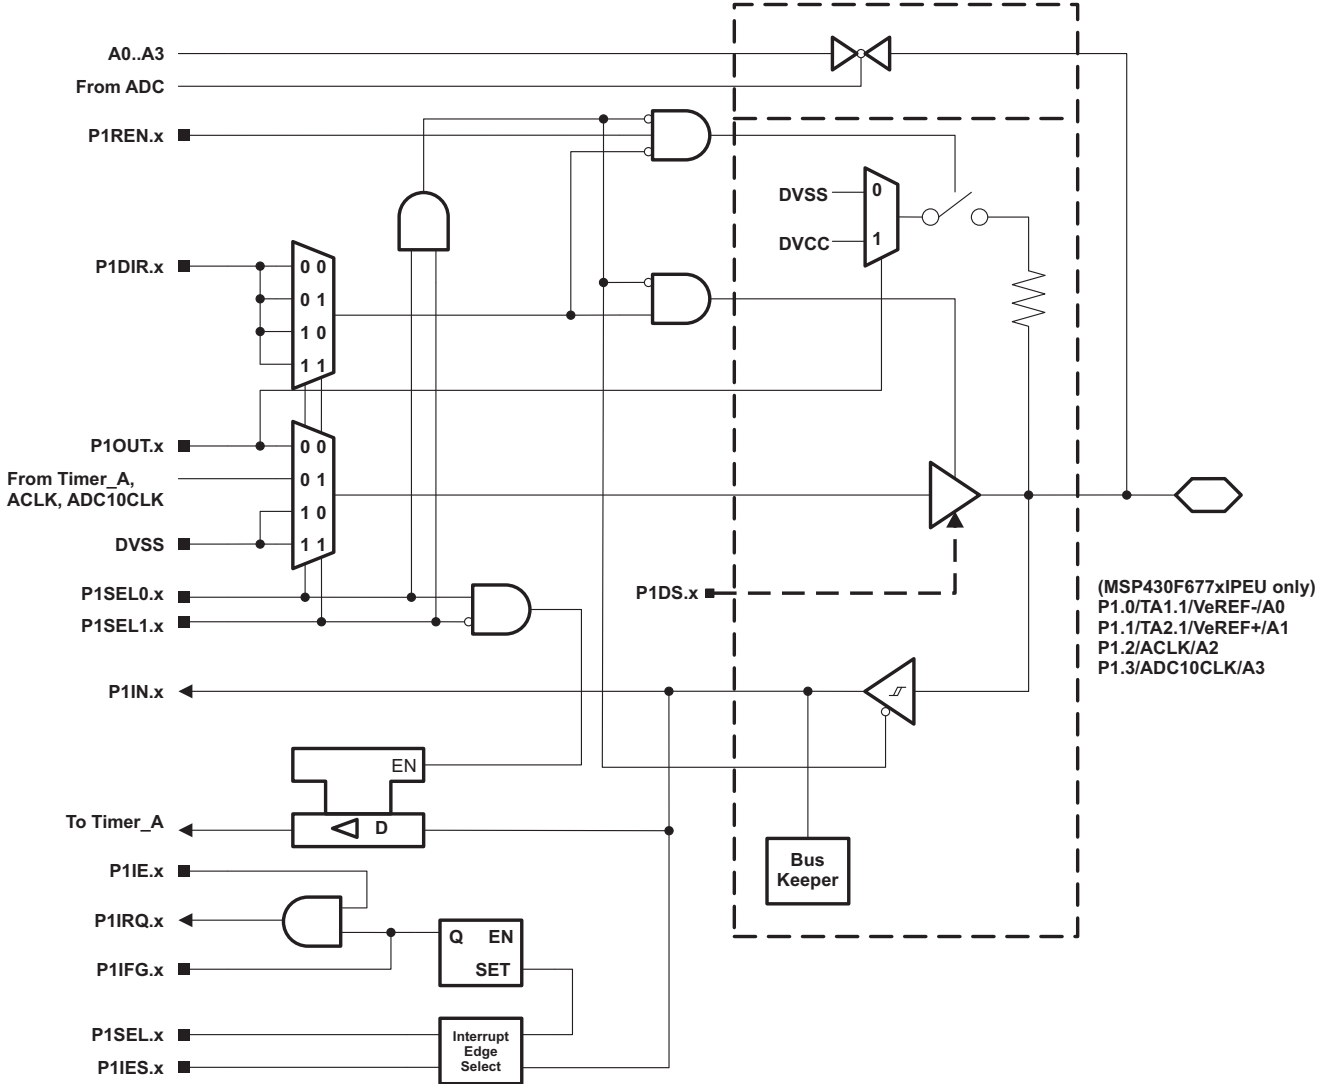 A0..A3
From ADC
P1REN.x
DVSS
0
DVCC
1
P1DIR.x
0 0
0 1
1 0
1 1
P1OUT.x
0 0
From Timer_A,
ACLK, ADC10CLK
0 1
1 0
DVSS
1 1
P1SEL0.x
P1SEL1.x
P1DS.x
(MSP430F677xIPEU only)
P1.0/TA1.1/VeREF-/A0
P1.1/TA2.1/VeREF+/A1
P1.2/ACLK/A2
P1.3/ADC10CLK/A3
P1IN.x
EN
To Timer_A
D
Bus
Keeper
P1IE.x
P1IRQ.x
Q EN
SET
P1IFG.x
P1SEL.x
P1IES.x
Interrupt
Edge
Select